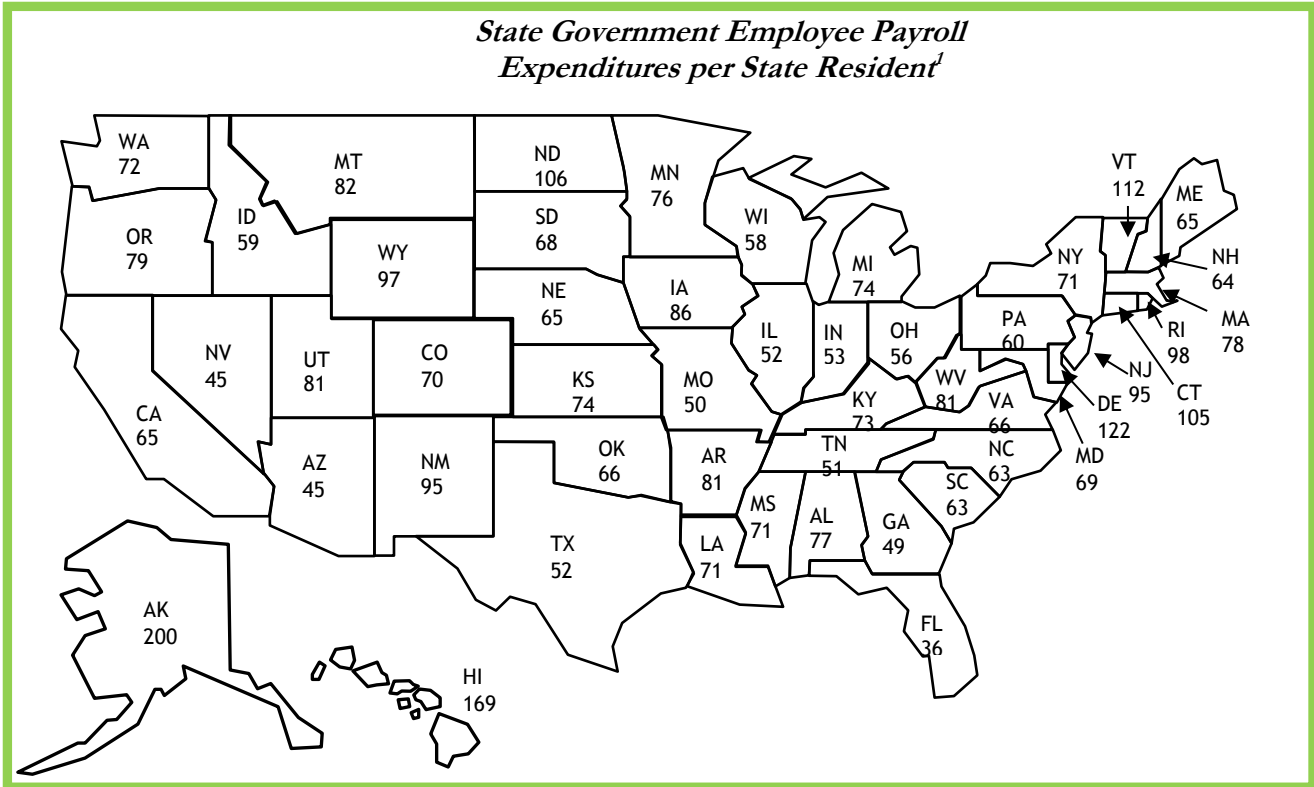 State Government Employee Payroll
Expenditures per State Resident1
WA
72
MT
82
ND
106
MN
76
VT
112
ME
65
OR
79
ID
59
WY
97
SD
68
WI
58
MI
74
NY
71
NH
64
NE
65
IA
86
MA
78
RI
98
NV
45
UT
81
CO
70
KS
74
MO
50
IL
52
IN
53
OH
56
PA
60
NJ
95
CT
105
CA
65
WV
81
KY
73
VA
66
DE
122
MD
69
AZ
45
NM
95
OK
66
AR
81
TN
51
NC
63
SC
63
TX
52
LA
71
MS
71
AL
77
GA
49
FL
36
AK
200
HI
169